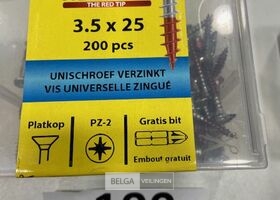 THE RED TIP
3.5 x 25
200 pcs
UNISCHROEF VERZINKT
VIS UNIVERSELLE ZINGUÉ
Platkop PZ-2 Gratis bit
Embout gratuit
BELGA VEILINGEN